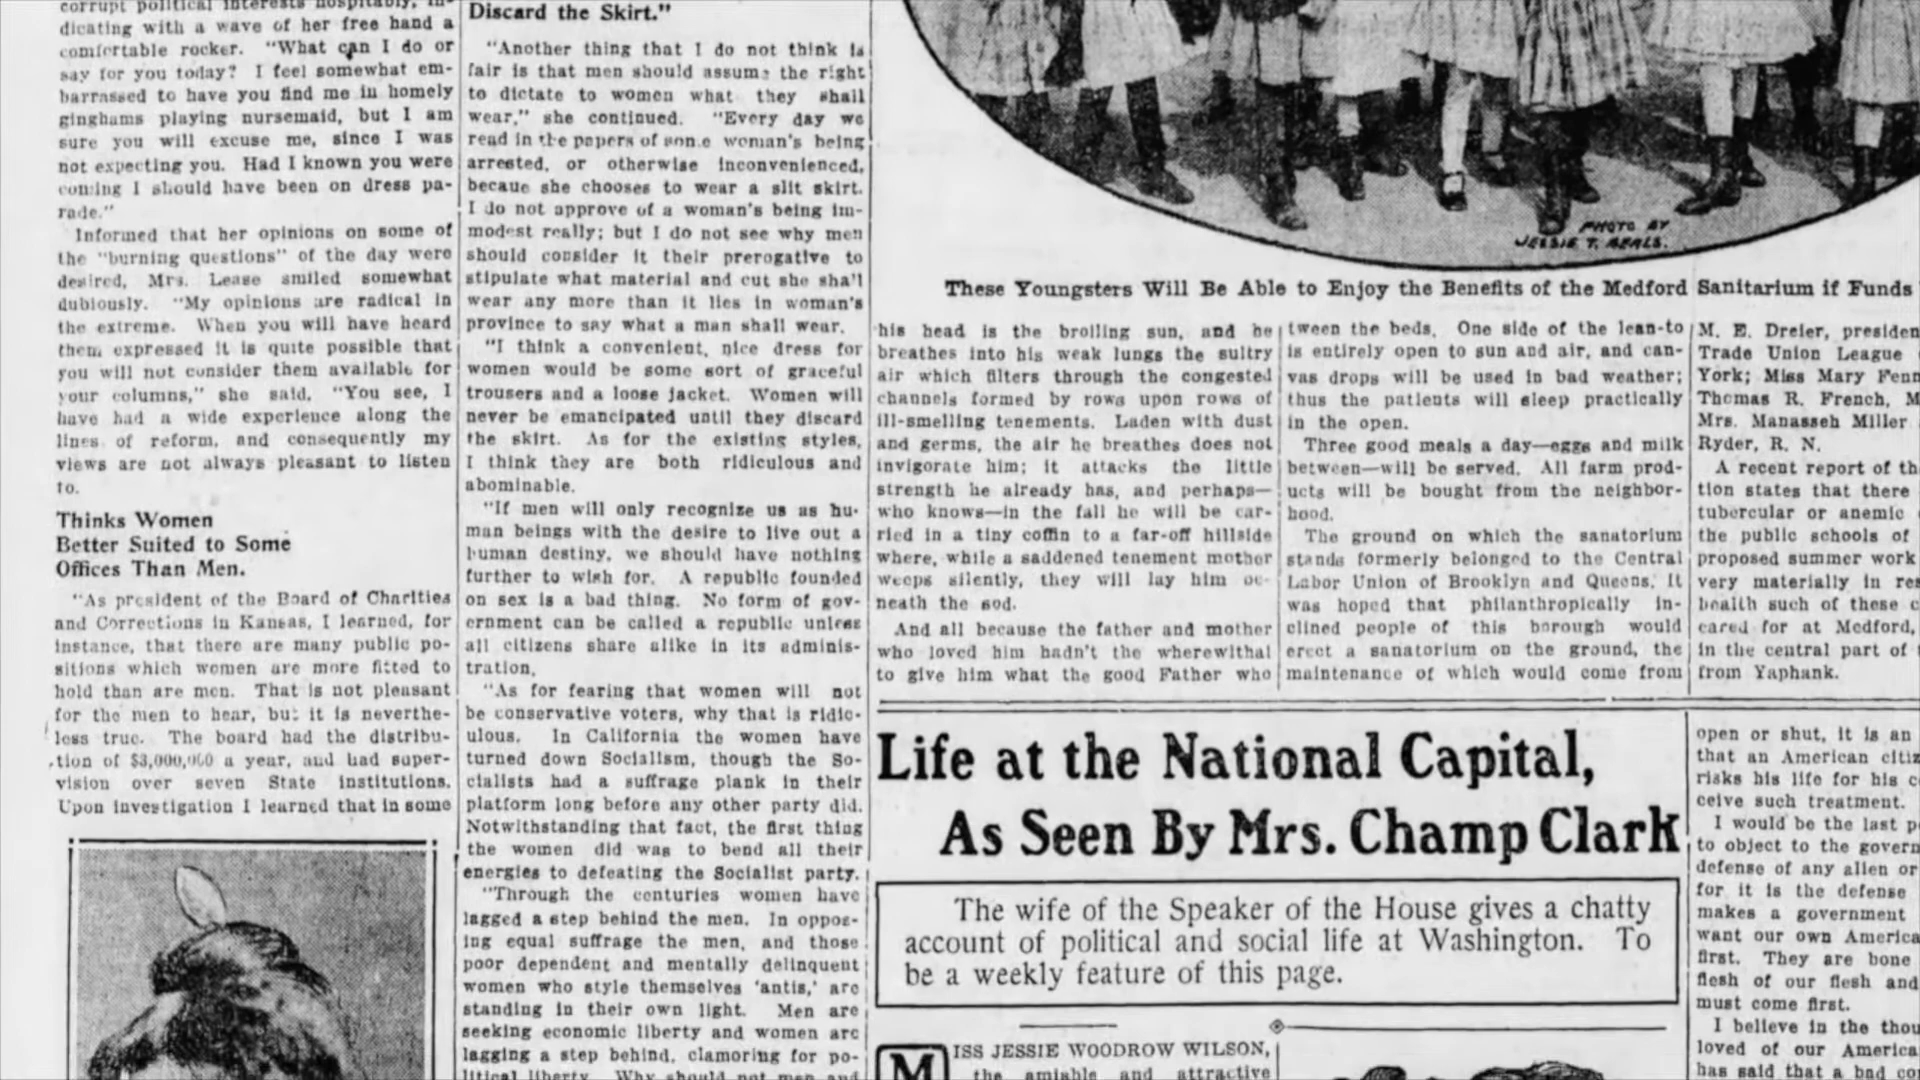 corrupt political interests hospitably, in-
dicating with a wave of her free hand a
comfortable rocker. "What can I do or
say for you today? I feel somewhat em-
barrassed to have you find me in homely
ginghams playing nursemaid, but I am
sure you will excuse me, since I was
not expecting you. Had I known you were
coming I should have been on dress pa-
rade."
Informed that her opinions on some of
the "burning questions" of the day were
desired, Mrs. Lease smiled somewhat
dubiously. "My opinions are radical in
the extreme. When you will have heard
them expressed it is quite possible that
you will not consider them available for
your columns," she said. "You see, I
have had a wide experience along the
lines of reform, and consequently my
views are not always pleasant to listen
to.
Thinks Women
Better Suited to Some
Offices Than Men.
"As president of the Board of Charities
and Corrections in Kansas, I learned, for
instance, that there are many public po-
sitions which women are more fitted to
hold than are men. That is not pleasant
for the men to hear, but it is neverthe-
less true. The board had the distribu-
tion of $3,000,000 a year, and had super-
vision over seven State institutions.
Upon investigation I learned that in some
Discard the Skirt."
"Another thing that I do not think is
fair is that men should assume the right
to dictate to women what they shall
wear," she continued. "Every day we
read in the papers of some woman's being
arrested, or otherwise inconvenienced,
becaue she chooses to wear a slit skirt.
I do not approve of a woman's being im-
modest really; but I do not see why men
should consider it their prerogative to
stipulate what material and cut she shall
wear any more than it lies in woman's
province to say what a man shall wear.
"I think a convenient, nice dress for
women would be some sort of graceful
trousers and a loose jacket. Women will
never be emancipated until they discard
the skirt. As for the existing styles,
I think they are both ridiculous and
abominable.
"If men will only recognize us as hu-
man beings with the desire to live out a
human destiny, we should have nothing
further to wish for. A republic founded
on sex is a bad thing. No form of gov-
ernment can be called a republic unless
all citizens share alike in its adminis-
tration.
"As for fearing that women will not
be conservative voters, why that is ridic-
ulous. In California the women have
turned down Socialism, though the So-
cialists had a suffrage plank in their
platform long before any other party did.
Notwithstanding that fact, the first thing
the women did was to bend all their
energies to defeating the Socialist party.
"Through the centuries women have
lagged a step behind the men. In oppos-
ing equal suffrage the men, and those
poor dependent and mentally delinquent
women who style themselves 'antis,' are
standing in their own light. Men are
seeking economic liberty and women are
lagging a step behind, clamoring for po-
litical liberty. Why should not men and
PHOTO BY
JESSIE T. BEALS.
These Youngsters Will Be Able to Enjoy the Benefits of the Medford Sanitarium if Funds
his head is the broiling sun, and he
breathes into his weak lungs the sultry
air which filters through the congested
channels formed by rows upon rows of
ill-smelling tenements. Laden with dust
and germs, the air he breathes does not
invigorate him; it attacks the little
strength he already has, and perhaps—
who knows—in the fall he will be car-
ried in a tiny coffin to a far-off hillside
where, while a saddened tenement mother
weeps silently, they will lay him be-
neath the sod.
And all because the father and mother
who loved him hadn't the wherewithal
to give him what the good Father who
tween the beds. One side of the lean-to
is entirely open to sun and air, and can-
vas drops will be used in bad weather;
thus the patients will sleep practically
in the open.
Three good meals a day—eggs and milk
between—will be served. All farm prod-
ucts will be bought from the neighbor-
hood.
The ground on which the sanatorium
stands formerly belonged to the Central
Labor Union of Brooklyn and Queens. It
was hoped that philanthropically in-
clined people of this borough would
erect a sanatorium on the ground, the
maintenance of which would come from
M. E. Dreier, presiden
Trade Union League
York; Miss Mary Fenn
Thomas R. French, M
Mrs. Manasseh Miller
Ryder, R. N.
A recent report of th
tion states that there
tubercular or anemic
the public schools of
proposed summer work
very materially in res
health such of these c
cared for at Medford,
in the central part of
from Yaphank.
Life at the National Capital,
As Seen By Mrs. Champ Clark
The wife of the Speaker of the House gives a chatty
account of political and social life at Washington. To
be a weekly feature of this page.
MISS JESSIE WOODROW WILSON,
the amiable and attractive
open or shut, it is an
that an American citiz
risks his life for his c
ceive such treatment.
I would be the last p
to object to the govern
defense of any alien or
for it is the defense
makes a government
want our own America
first. They are bone
flesh of our flesh and
must come first.
I believe in the thou
loved of our America
has said that a bad co